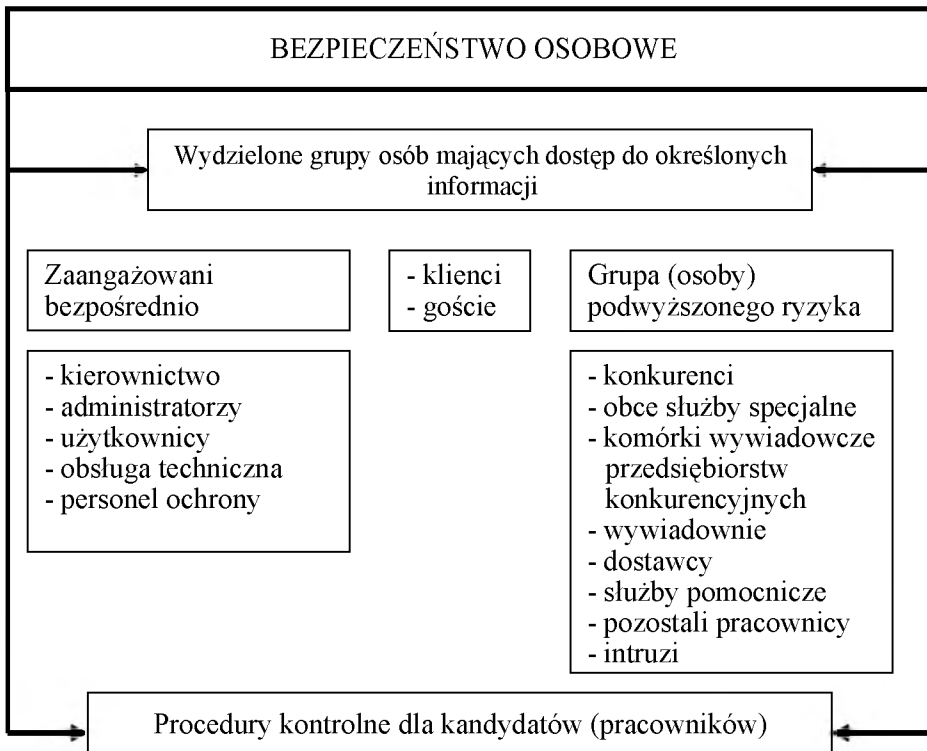 BEZPIECZEŃSTWO OSOBOWE
Wydzielone grupy osób mających dostęp do określonych
informacji
Zaangażowani
bezpośrednio
- klienci
- goście
Grupa (osoby)
podwyższonego ryzyka
- kierownictwo
- administratorzy
- użytkownicy
- obsługa techniczna
- personel ochrony
- konkurenci
- obce służby specjalne
- komórki wywiadowcze
przedsiębiorstw
konkurencyjnych
- wywiadownie
- dostawcy
- służby pomocnicze
- pozostali pracownicy
- intruzi
Procedury kontrolne dla kandydatów (pracowników)